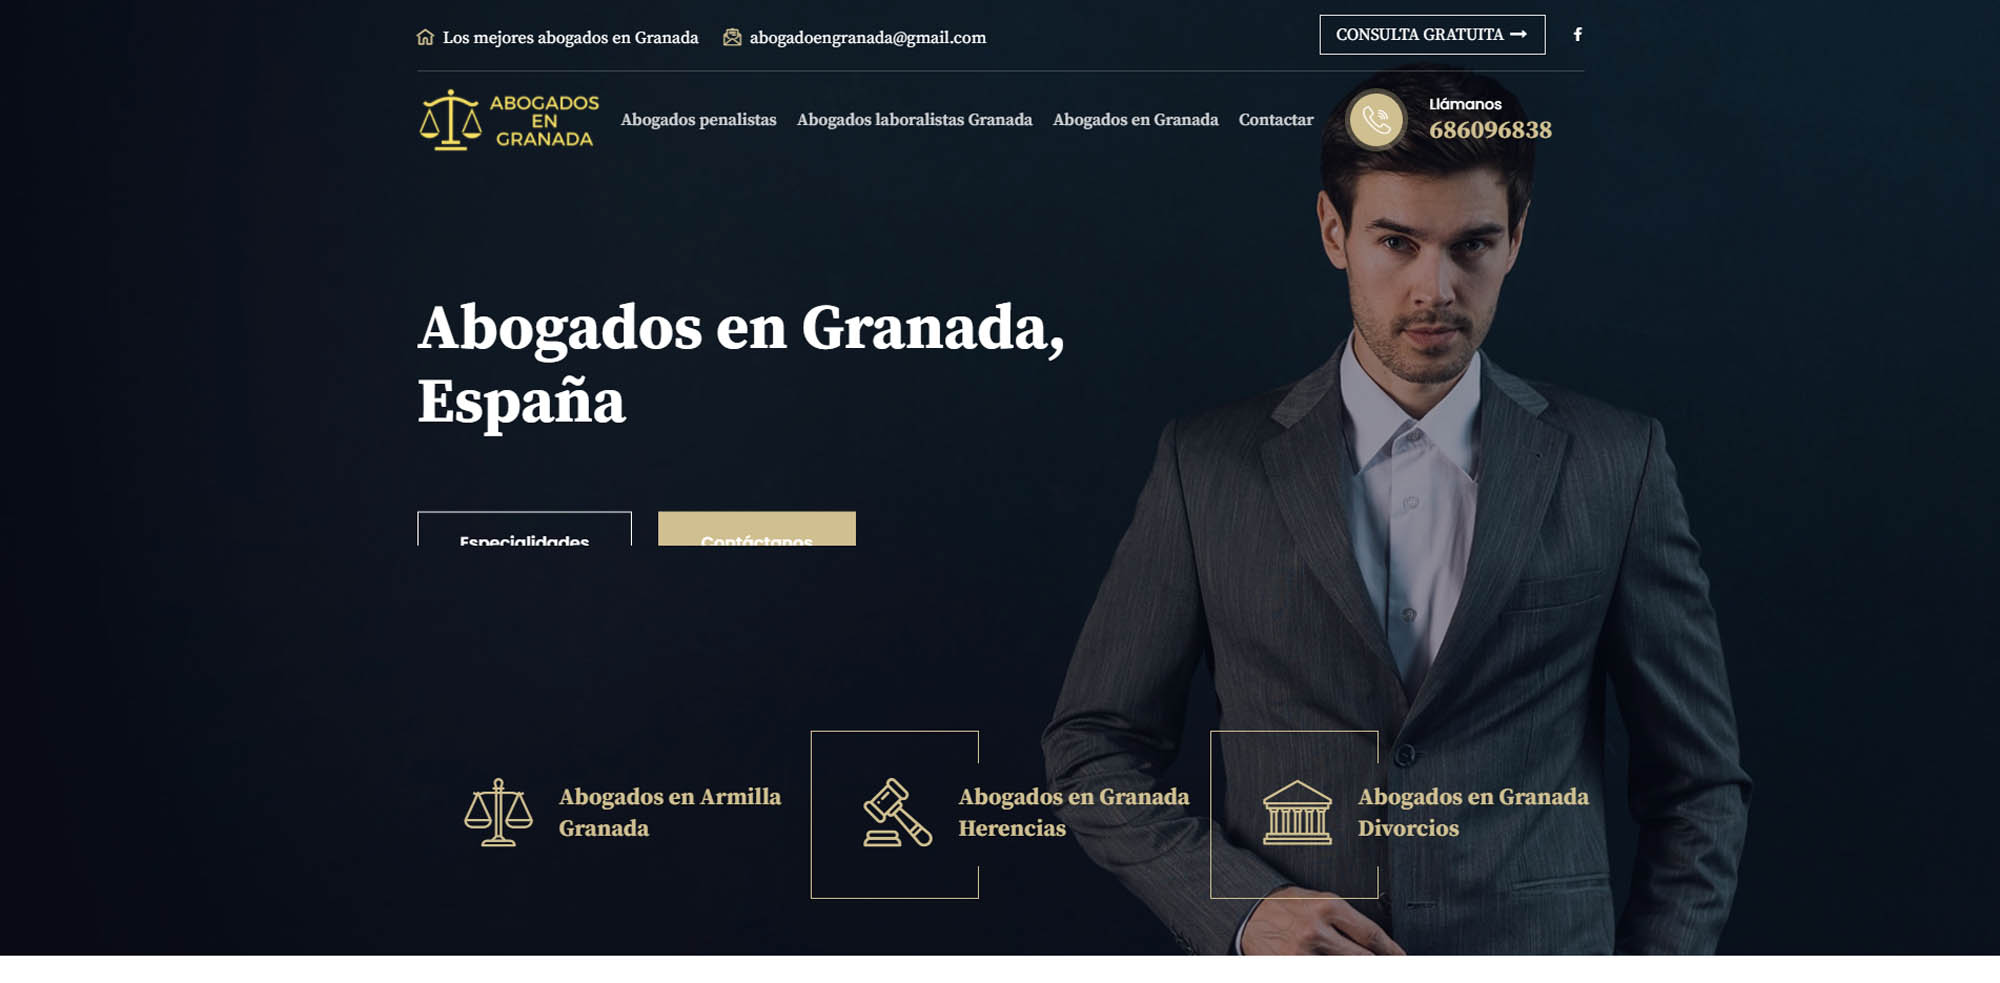 Los mejores abogados en Granada
abogadoengranada@gmail.com
CONSULTA GRATUITA
ABOGADOS
EN
GRANADA
Abogados penalistas
Abogados laboralistas Granada
Abogados en Granada
Contactar
Llámanos
686096838
Abogados en Granada,
España
Especialidades
Contáctanos
Abogados en Armilla
Granada
Abogados en Granada
Herencias
Abogados en Granada
Divorcios